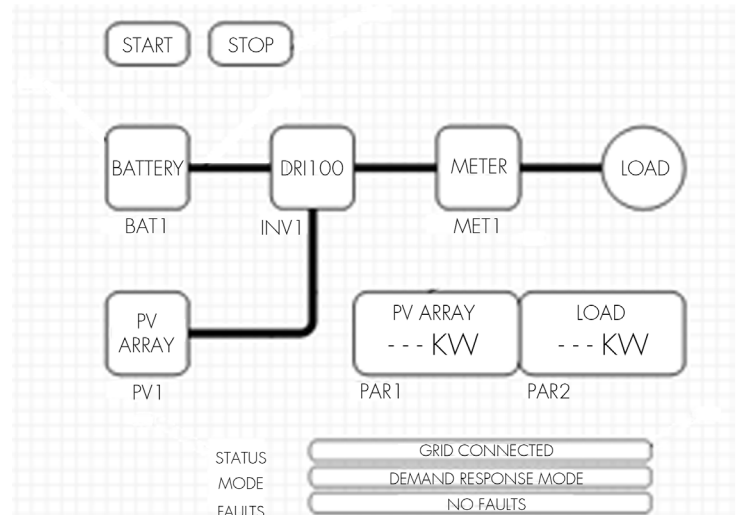 START
STOP
BATTERY
DRI100
METER
LOAD
BAT1
INV1
MET1
PV
ARRAY
PV ARRAY
--- KW
LOAD
--- KW
PV1
PAR1
PAR2
STATUS
GRID CONNECTED
MODE
DEMAND RESPONSE MODE
FAULTS
NO FAULTS